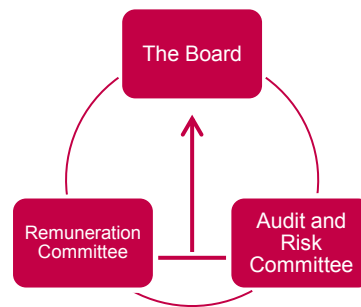 The Board
Remuneration
Committee
Audit and
Risk
Committee